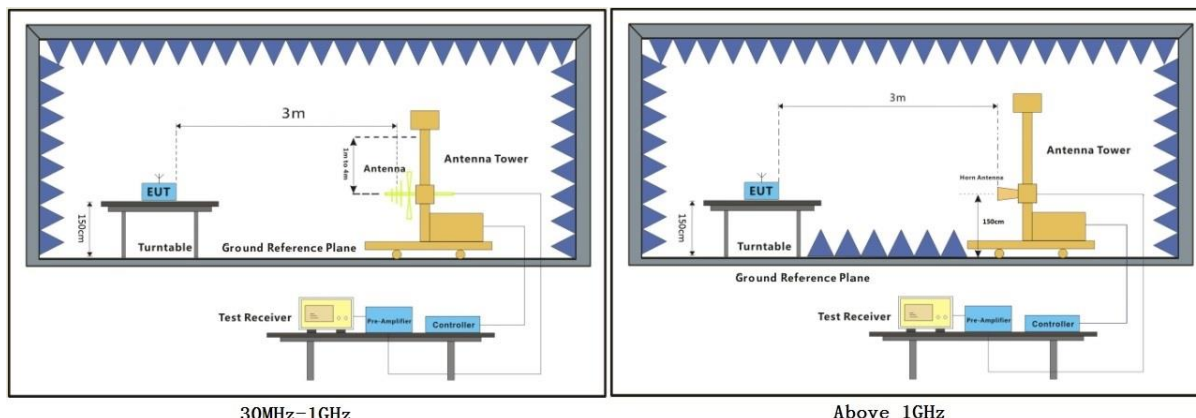 3m
1m to 4m
Antenna
Antenna Tower
EUT
150cm
Turntable
Ground Reference Plane
Test Receiver
Pre-Amplifier
Controller
30MHz-1GHz
3m
Antenna Tower
Horn Antenna
EUT
150cm
150cm
Turntable
Ground Reference Plane
Test Receiver
Pre-Amplifier
Controller
Above 1GHz